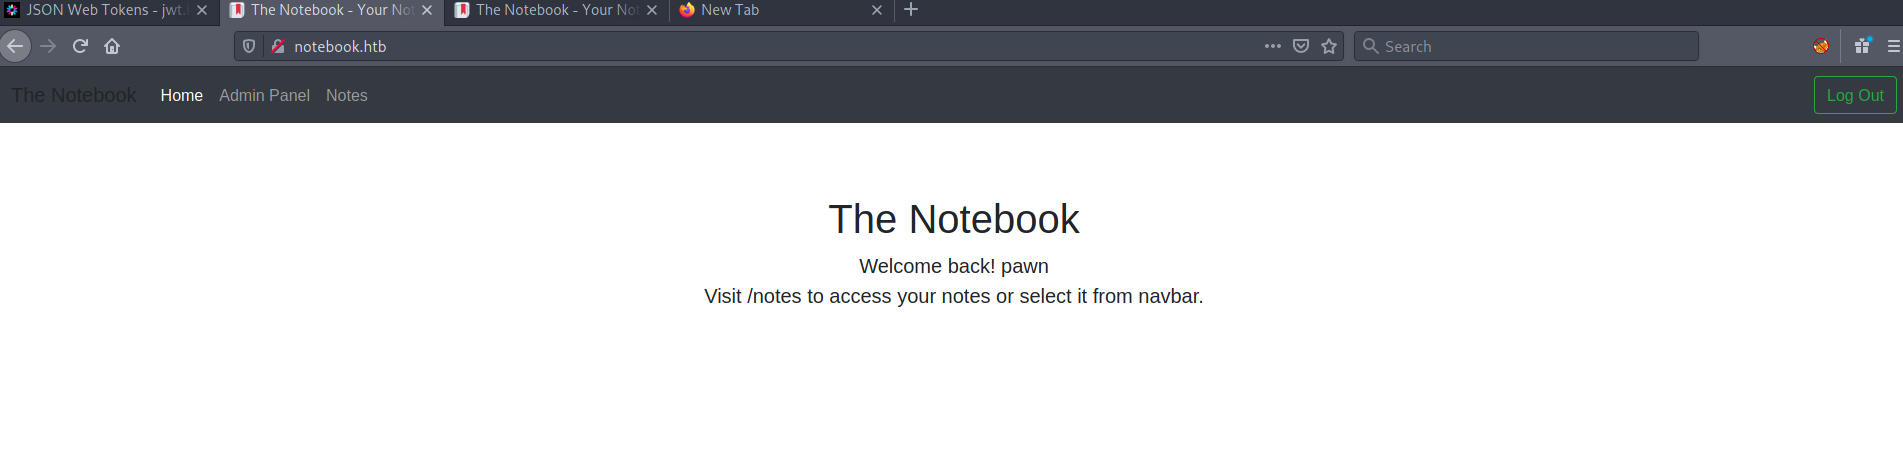 JSON Web Tokens - jwt.
The Notebook - Your Not
The Notebook - Your No
New Tab
notebook.htb
Search
The Notebook Home Admin Panel Notes Log Out
The Notebook
Welcome back! pawn
Visit /notes to access your notes or select it from navbar.